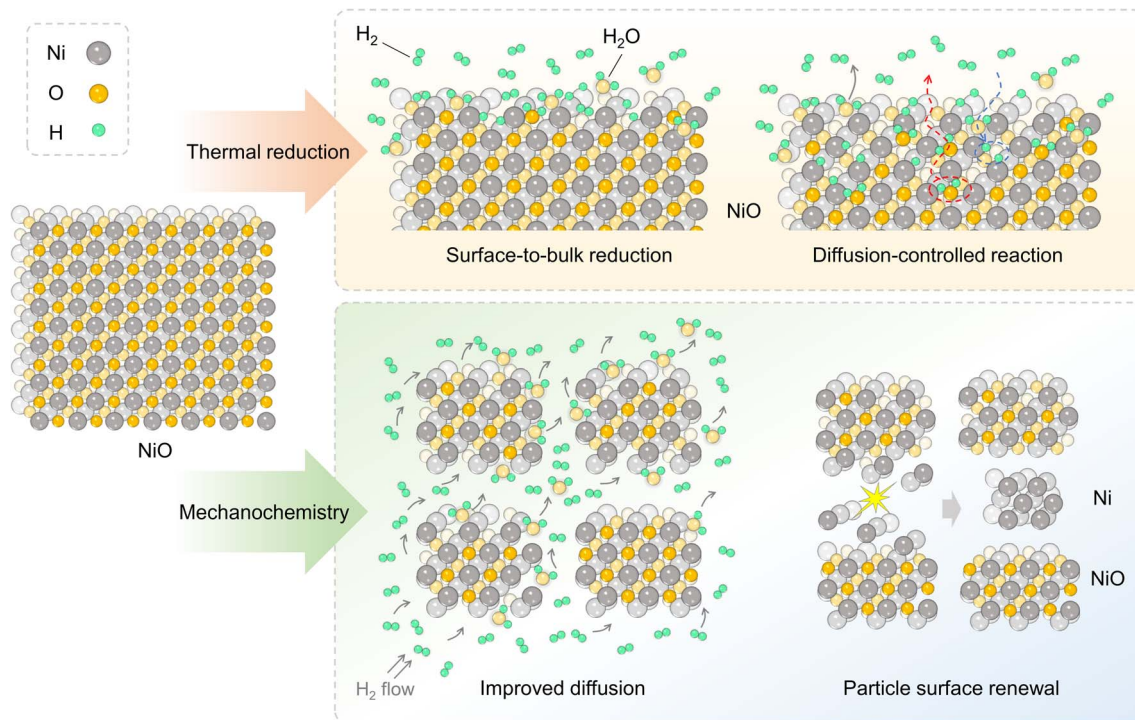 Ni
O
H
NiO
Thermal reduction
Mechanochemistry
H₂
H₂O
NiO
Surface-to-bulk reduction
Diffusion-controlled reaction
H₂ flow
Improved diffusion
Ni
NiO
Particle surface renewal